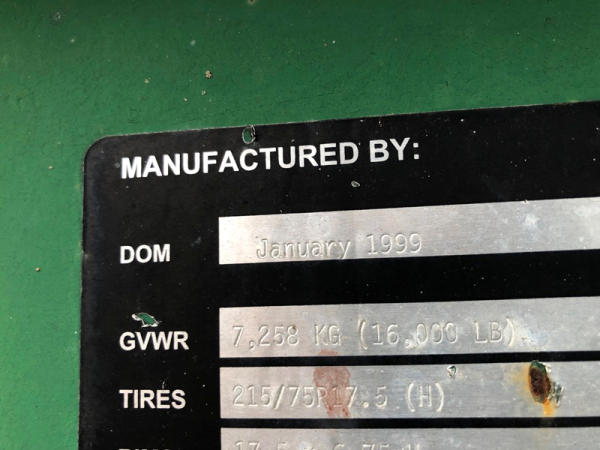 MANUFACTURED BY:
DOM January 1999
GVWR 7,258 KG (16,000 LB)
TIRES 215/75R17.5 (H)